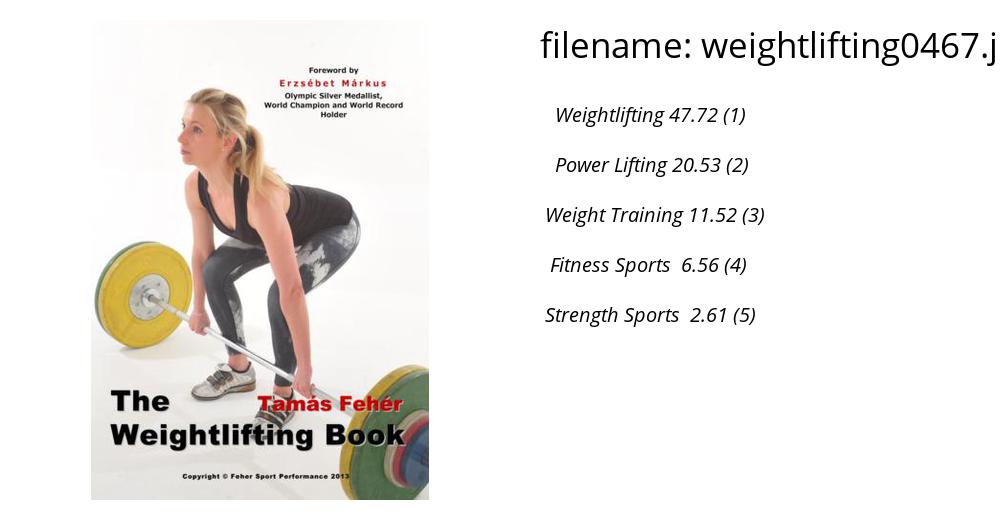 Foreword by
Erzsébet Márkus
Olympic Silver Medallist,
World Champion and World Record
Holder
The
Tamás Fehér
Weightlifting Book
Copyright © Feher Sport Performance 2013
filename: weightlifting0467.j
Weightlifting 47.72 (1)
Power Lifting 20.53 (2)
Weight Training 11.52 (3)
Fitness Sports 6.56 (4)
Strength Sports 2.61 (5)